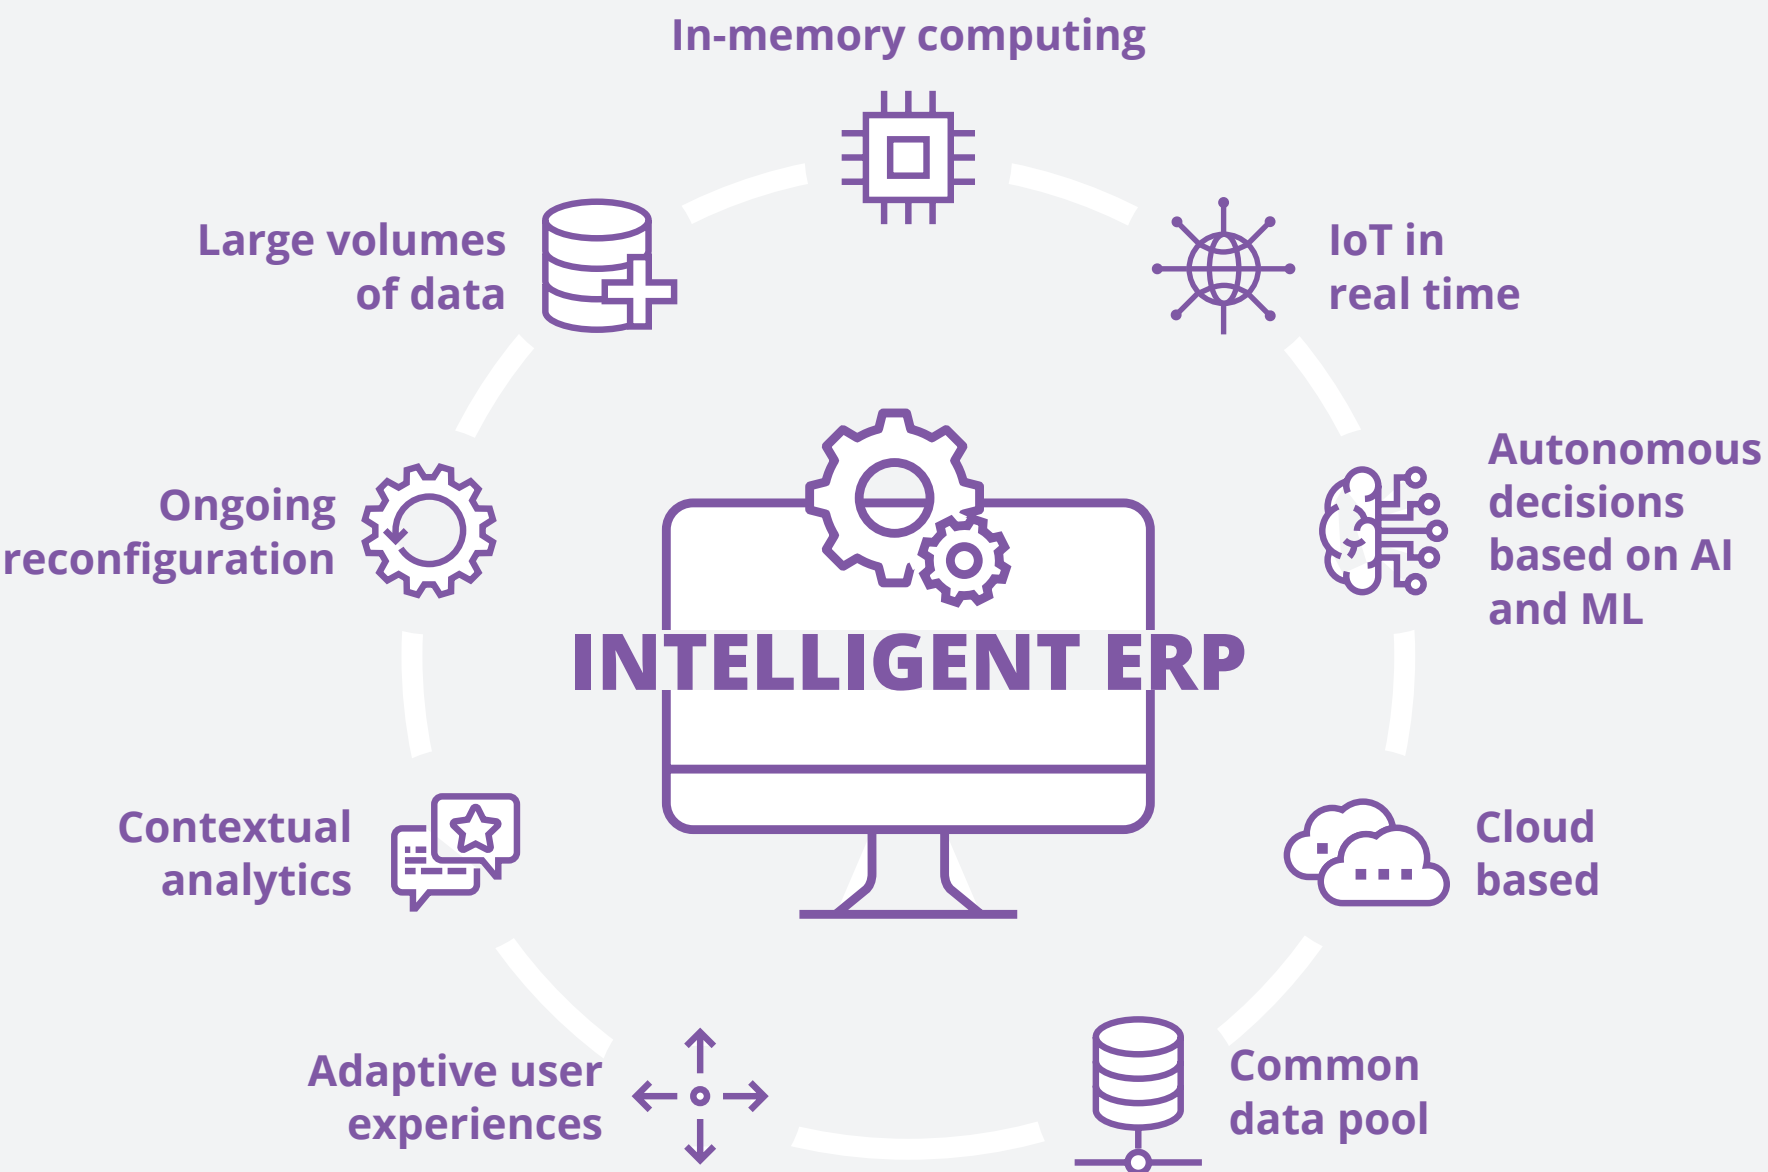 In-memory computing
Large volumes
of data
IoT in
real time
Ongoing
reconfiguration
Autonomous
decisions
based on AI
and ML
INTELLIGENT ERP
Contextual
analytics
Cloud
based
Adaptive user
experiences
Common
data pool